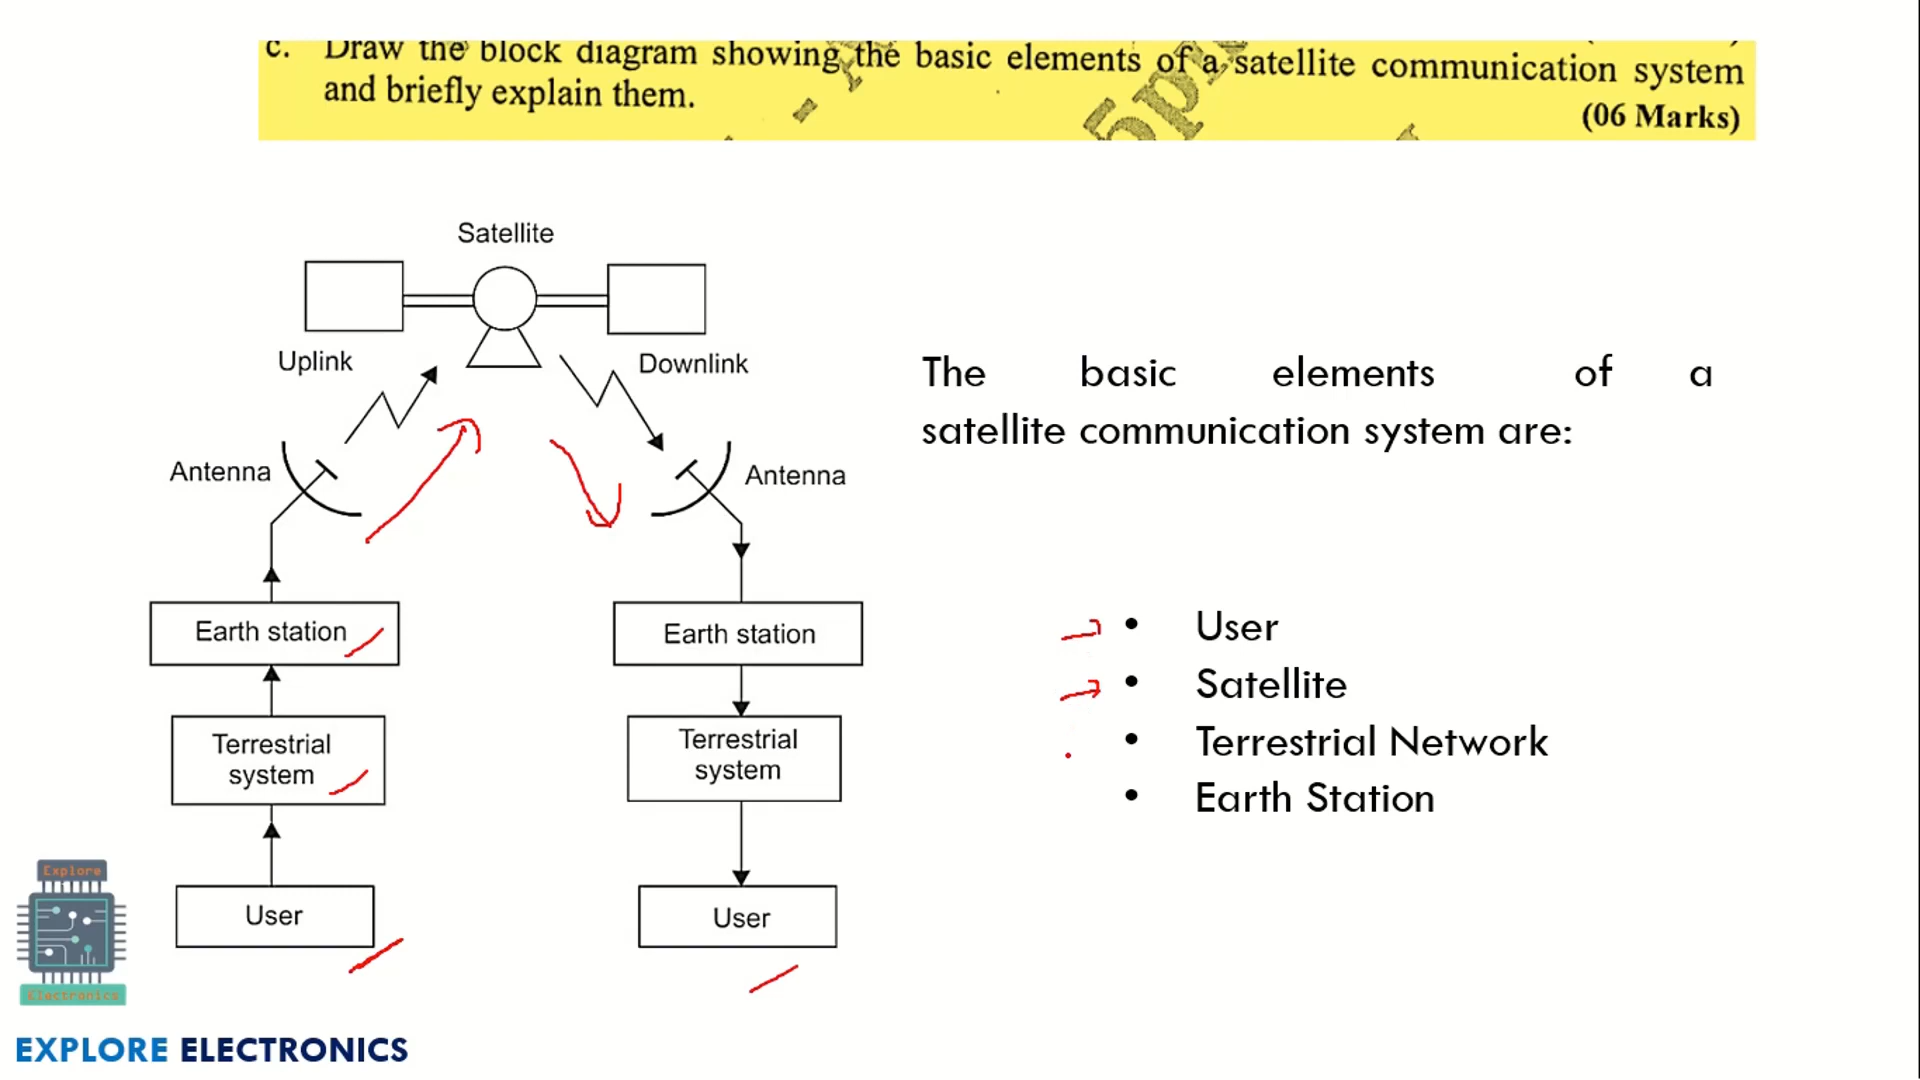 c. Draw the block diagram showing the basic elements of a satellite communication system
and briefly explain them.
(06 Marks)
Satellite
Uplink
Downlink
Antenna
Antenna
Earth station
Earth station
Terrestrial
system
Terrestrial
system
User
User
The basic elements of a
satellite communication system are:
• User
• Satellite
• Terrestrial Network
• Earth Station
Explore
Electronics
EXPLORE ELECTRONICS